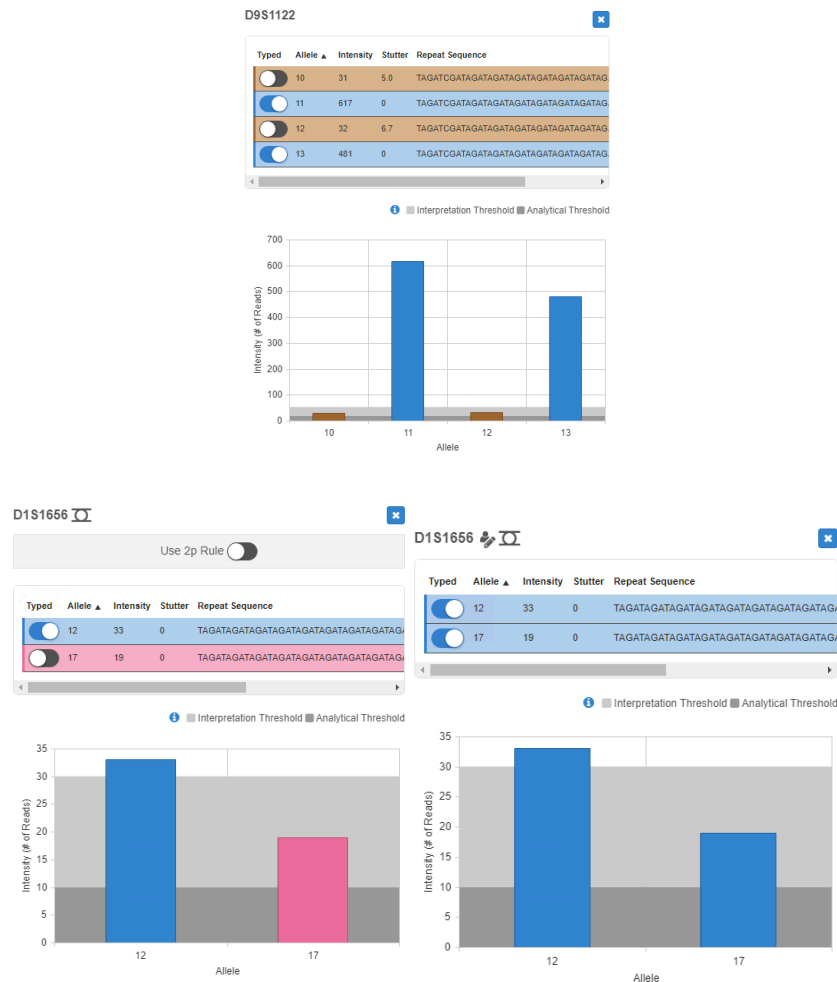 D9S1122
Typed Allele ▲ Intensity Stutter Repeat Sequence
10 31 5.0 TAGATCGATAGATAGATAGATAGATAGATAG.
11 617 0 TAGATCGATAGATAGATAGATAGATAGATAG.
12 32 6.7 TAGATCGATAGATAGATAGATAGATAGATAG.
13 481 0 TAGATCGATAGATAGATAGATAGATAGATAG.
Interpretation Threshold Analytical Threshold
700
600
500
400
300
200
100
0
Intensity (# of Reads)
10 11 12 13
Allele
D1S1656
Use 2p Rule
Typed Allele ▲ Intensity Stutter Repeat Sequence
12 33 0 TAGATAGATAGATAGATAGATAGATAGATAGA
17 19 0 TAGATAGATAGATAGATAGATAGATAGATAGA
Interpretation Threshold Analytical Threshold
35
30
25
20
15
10
5
0
Intensity (# of Reads)
12 17
Allele
D1S1656
Typed Allele ▲ Intensity Stutter Repeat Sequence
12 33 0 TAGATAGATAGATAGATAGATAGATAGATAGA
17 19 0 TAGATAGATAGATAGATAGATAGATAGATAGA
Interpretation Threshold Analytical Threshold
35
30
25
20
15
10
5
0
Intensity (# of Reads)
12 17
Allele